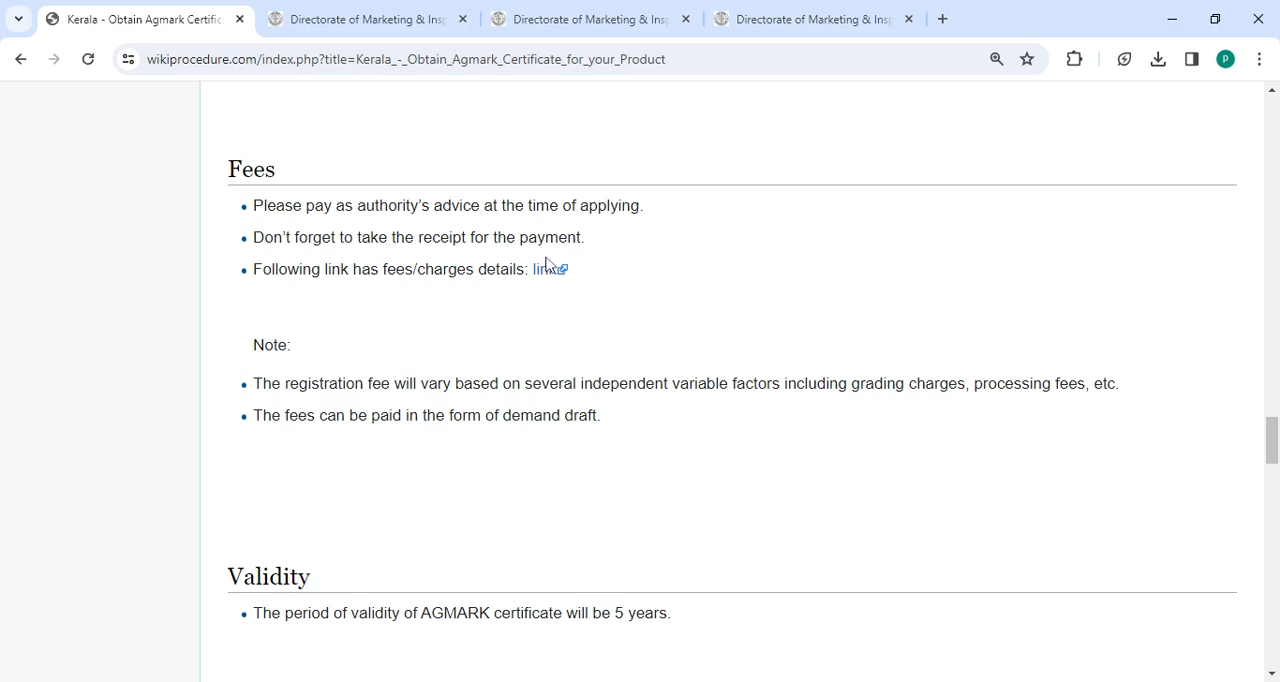 Kerala - Obtain Agmark Certific
Directorate of Marketing & Insp
Directorate of Marketing & Insp
Directorate of Marketing & Insp
wikiprocedure.com/index.php?title=Kerala_-_Obtain_Agmark_Certificate_for_your_Product
P
Fees
Please pay as authority's advice at the time of applying.
Don't forget to take the receipt for the payment.
Following link has fees/charges details: link
Note:
The registration fee will vary based on several independent variable factors including grading charges, processing fees, etc.
The fees can be paid in the form of demand draft.
Validity
The period of validity of AGMARK certificate will be 5 years.